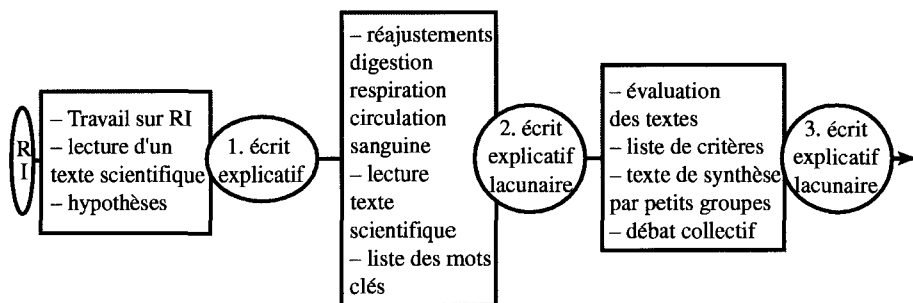 R
I
– Travail sur RI
– lecture d'un
texte scientifique
– hypothèses
1. écrit
explicatif
– réajustements
digestion
respiration
circulation
sanguine
– lecture
texte
scientifique
– liste des mots
clés
2. écrit
explicatif
lacunaire
– évaluation
des textes
– liste de critères
– texte de synthèse
par petits groupes
– débat collectif
3. écrit
explicatif
lacunaire